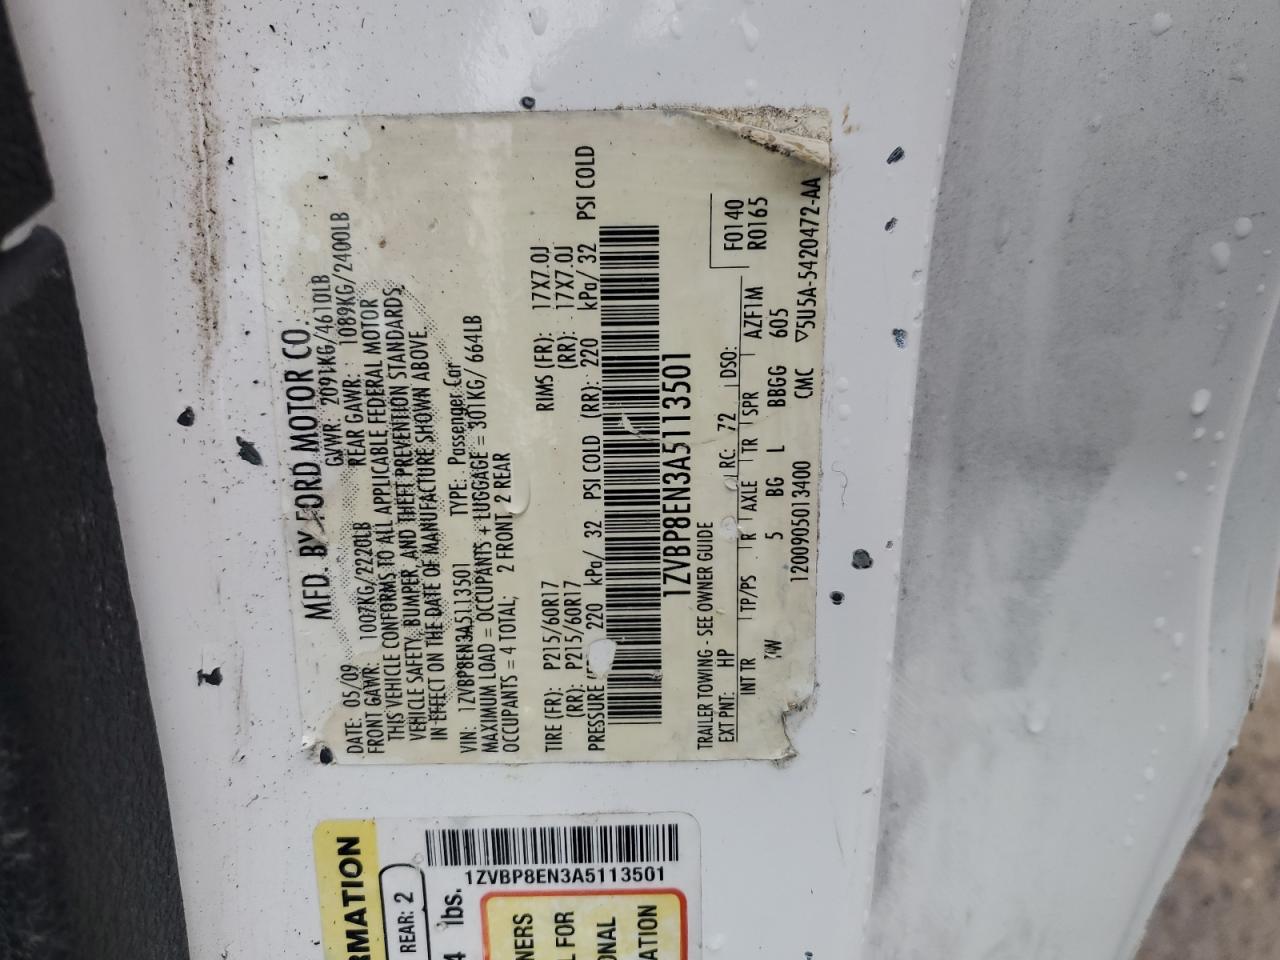 MFD. BY FORD MOTOR CO.
DATE: 05/09 GVWR: 2091KG/4610LB
FRONT GAWR: 1007KG/2220LB REAR GAWR: 1089KG/2400LB
THIS VEHICLE CONFORMS TO ALL APPLICABLE FEDERAL MOTOR
VEHICLE SAFETY, BUMPER, AND THEFT PREVENTION STANDARDS
IN EFFECT ON THE DATE OF MANUFACTURE SHOWN ABOVE.
VIN: 1ZVBP8EN3A5113501 TYPE: Passenger Car
MAXIMUM LOAD = OCCUPANTS + LUGGAGE = 301KG/ 664LB
OCCUPANTS = 4 TOTAL; 2 FRONT 2 REAR
TIRE (FR): P215/60R17 RIMS (FR): 17X7.0J
(RR): P215/60R17 (RR): 17X7.0J
PRESSURE 220 kPa/ 32 PSI COLD (RR): 220 kPa/ 32 PSI COLD
1ZVBP8EN3A5113501
TRAILER TOWING - SEE OWNER GUIDE
EXT PNT: HP RC: 72 DSO: F0140
R0165
INT TR TP/PS R AXLE TR SPR AZF1M
5 BG L BBGG 605
1200905013400 CMC ▽5U5A-5420472-AA
RMATION
REAR: 2
4 lbs.
1ZVBP8EN3A5113501
NERS
L FOR
ONAL
ATION